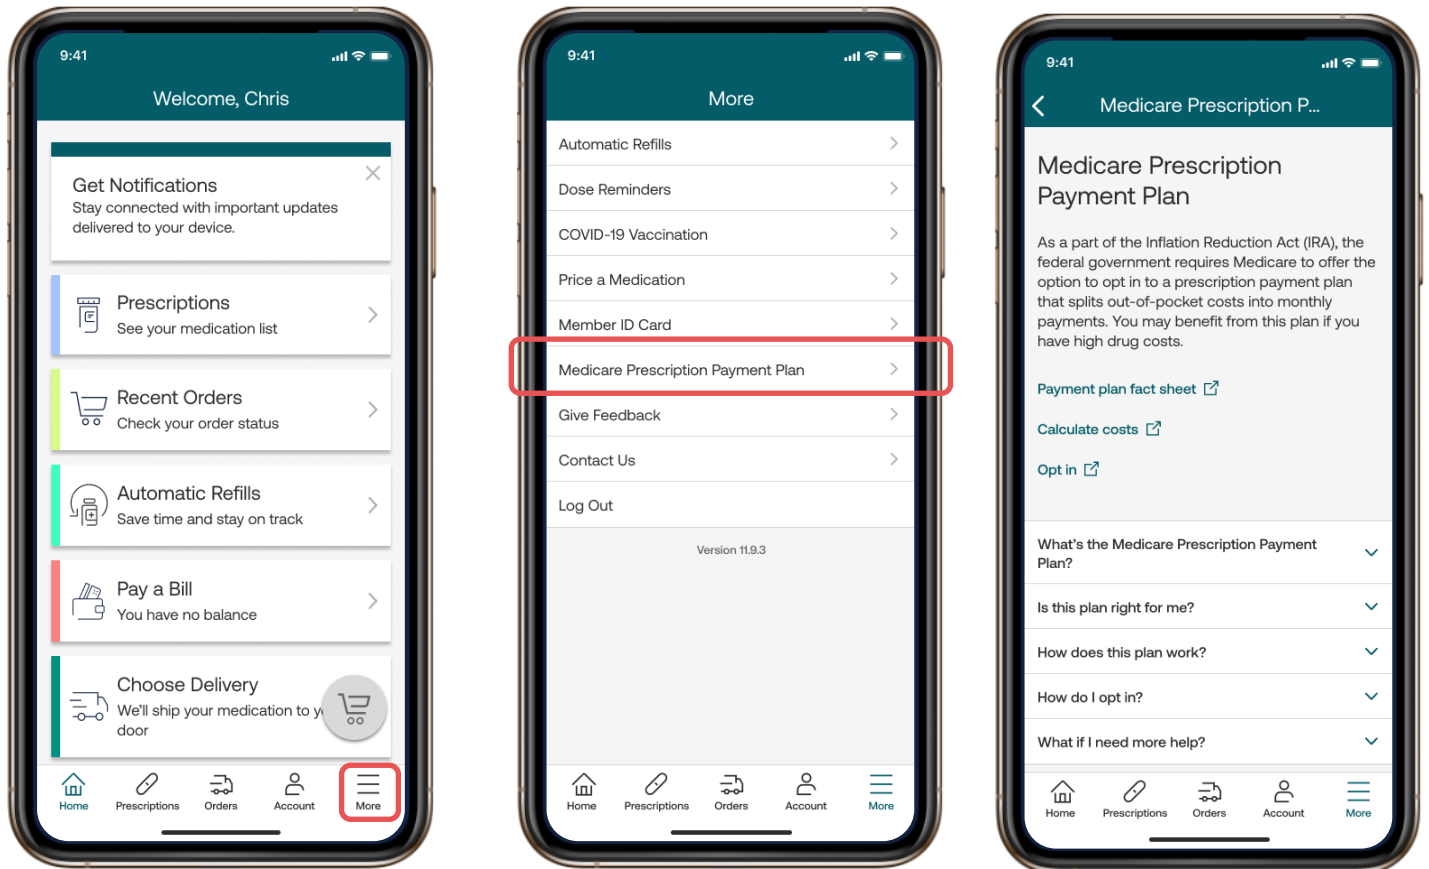 9:41
Welcome, Chris
Get Notifications
Stay connected with important updates
delivered to your device.
Prescriptions
See your medication list
Recent Orders
Check your order status
Automatic Refills
Save time and stay on track
Pay a Bill
You have no balance
Choose Delivery
We'll ship your medication to
door
Home
Prescriptions
Orders
Account
More
9:41
More
Automatic Refills
Dose Reminders
COVID-19 Vaccination
Price a Medication
Member ID Card
Medicare Prescription Payment Plan
Give Feedback
Contact Us
Log Out
Version 11.9.3
Home
Prescriptions
Orders
Account
More
9:41
Medicare Prescription P...
Medicare Prescription
Payment Plan
As a part of the Inflation Reduction Act (IRA), the
federal government requires Medicare to offer the
option to opt in to a prescription payment plan
that splits out-of-pocket costs into monthly
payments. You may benefit from this plan if you
have high drug costs.
Payment plan fact sheet
Calculate costs
Opt in
What's the Medicare Prescription Payment
Plan?
Is this plan right for me?
How does this plan work?
How do I opt in?
What if I need more help?
Home
Prescriptions
Orders
Account
More